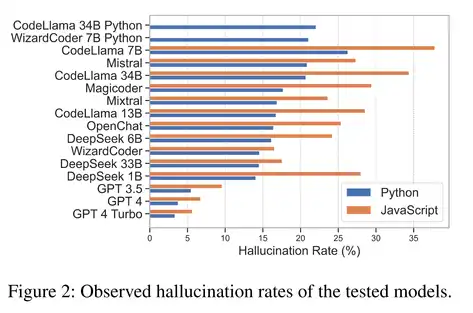 CodeLlama 34B Python
WizardCoder 7B Python
CodeLlama 7B
Mistral
CodeLlama 34B
Magicoder
Mixtral
CodeLlama 13B
OpenChat
DeepSeek 6B
WizardCoder
DeepSeek 33B
DeepSeek 1B
GPT 3.5
GPT 4
GPT 4 Turbo
Python
JavaScript
0 5 10 15 20 25 30 35
Hallucination Rate (%)
Figure 2: Observed hallucination rates of the tested models.